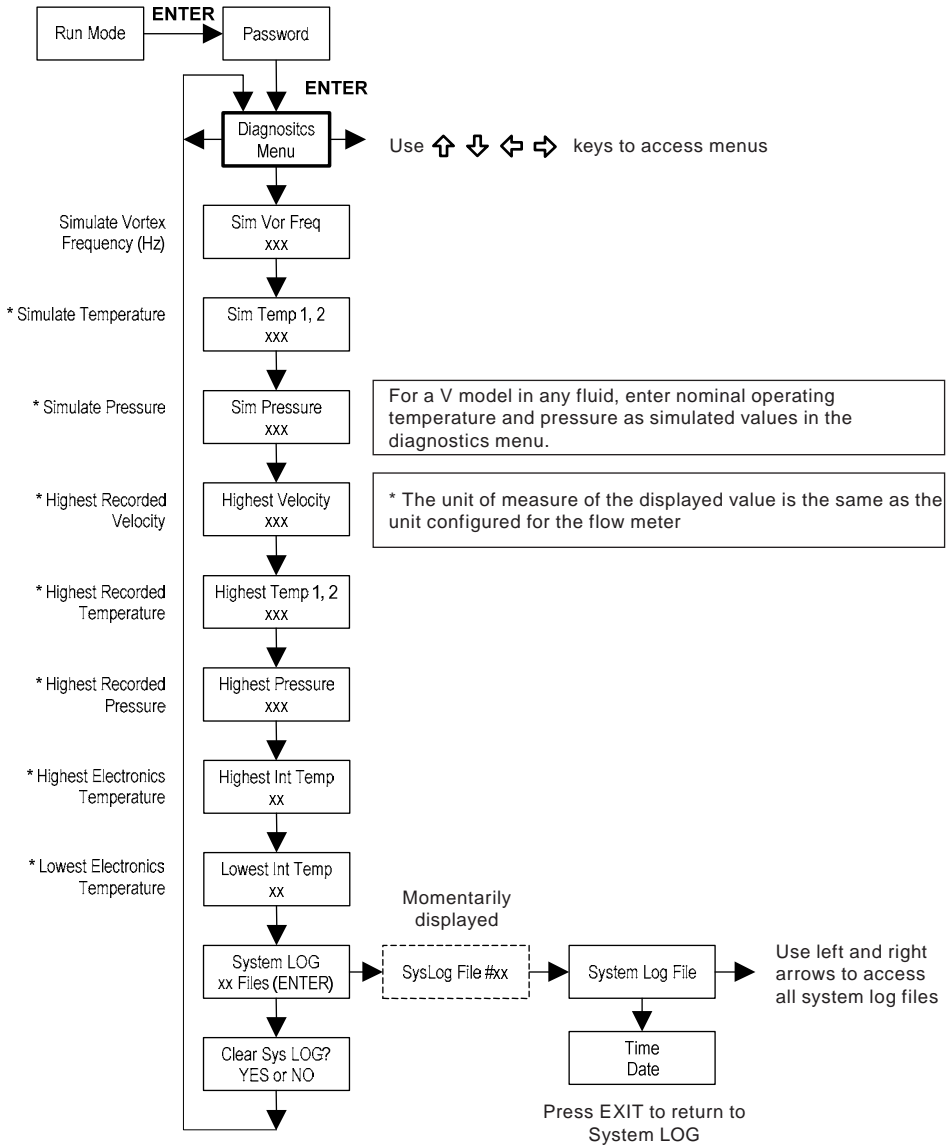 ENTER
Run Mode
Password
ENTER
Diagnositcs
Menu
Use keys to access menus
Simulate Vortex
Frequency (Hz)
Sim Vor Freq
xxx
* Simulate Temperature
Sim Temp 1, 2
xxx
* Simulate Pressure
Sim Pressure
xxx
For a V model in any fluid, enter nominal operating
temperature and pressure as simulated values in the
diagnostics menu.
* Highest Recorded
Velocity
Highest Velocity
xxx
* The unit of measure of the displayed value is the same as the
unit configured for the flow meter
* Highest Recorded
Temperature
Highest Temp 1, 2
xxx
* Highest Recorded
Pressure
Highest Pressure
xxx
* Highest Electronics
Temperature
Highest Int Temp
xx
* Lowest Electronics
Temperature
Lowest Int Temp
xx
Momentarily
displayed
System LOG
xx Files (ENTER)
SysLog File #xx
System Log File
Use left and right
arrows to access
all system log files
Clear Sys LOG?
YES or NO
Time
Date
Press EXIT to return to
System LOG